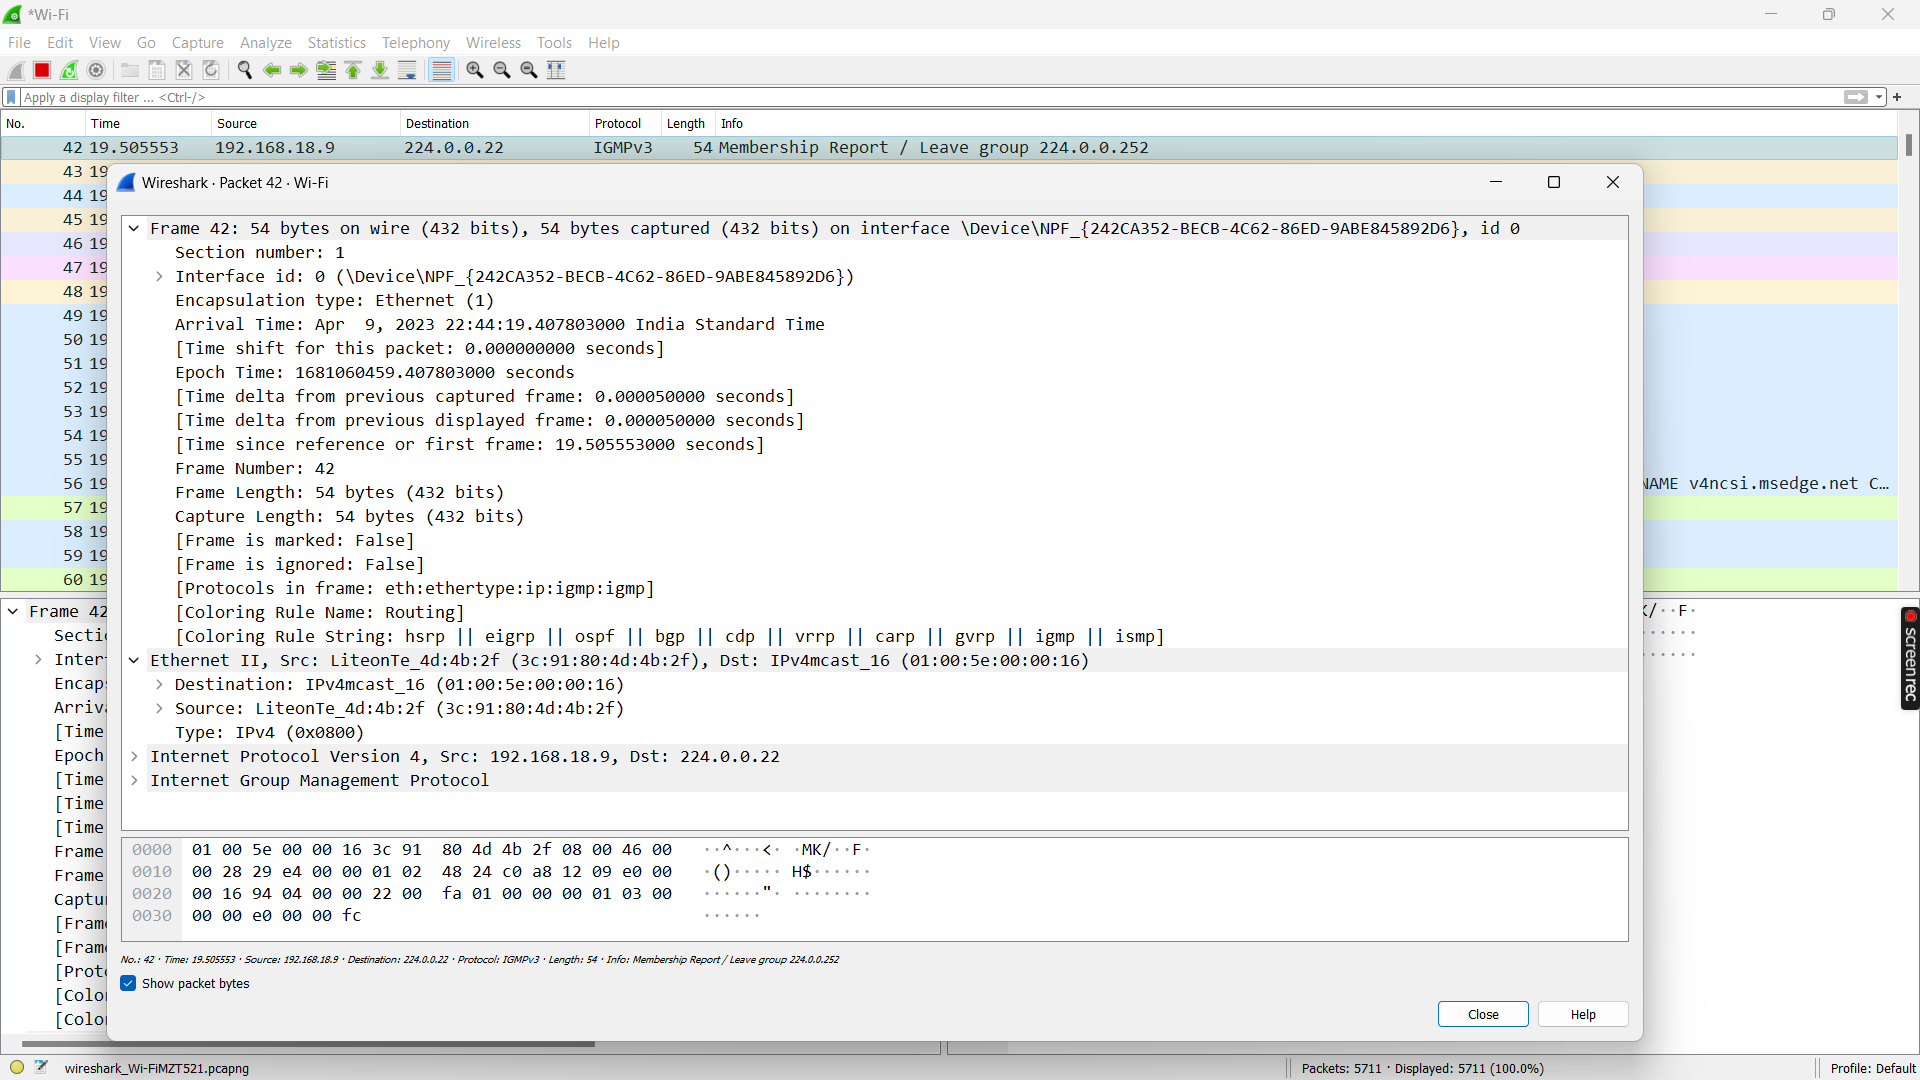 *Wi-Fi
File Edit View Go Capture Analyze Statistics Telephony Wireless Tools Help
Apply a display filter ... <Ctrl-/>
No. Time Source Destination Protocol Length Info
42 19.505553 192.168.18.9 224.0.0.22 IGMPv3 54 Membership Report / Leave group 224.0.0.252
43 19
44 19
45 19
46 19
47 19
48 19
49 19
50 19
51 19
52 19
53 19
54 19
55 19
56 19
NAME v4ncsi.msedge.net C…
57 19
58 19
59 19
60 19
Wireshark · Packet 42 · Wi-Fi
Frame 42: 54 bytes on wire (432 bits), 54 bytes captured (432 bits) on interface \Device\NPF_{242CA352-BECB-4C62-86ED-9ABE845892D6}, id 0
Section number: 1
Interface id: 0 (\Device\NPF_{242CA352-BECB-4C62-86ED-9ABE845892D6})
Encapsulation type: Ethernet (1)
Arrival Time: Apr  9, 2023 22:44:19.407803000 India Standard Time
[Time shift for this packet: 0.000000000 seconds]
Epoch Time: 1681060459.407803000 seconds
[Time delta from previous captured frame: 0.000050000 seconds]
[Time delta from previous displayed frame: 0.000050000 seconds]
[Time since reference or first frame: 19.505553000 seconds]
Frame Number: 42
Frame Length: 54 bytes (432 bits)
Capture Length: 54 bytes (432 bits)
[Frame is marked: False]
[Frame is ignored: False]
[Protocols in frame: eth:ethertype:ip:igmp:igmp]
[Coloring Rule Name: Routing]
[Coloring Rule String: hsrp || eigrp || ospf || bgp || cdp || vrrp || carp || gvrp || igmp || ismp]
Ethernet II, Src: LiteonTe_4d:4b:2f (3c:91:80:4d:4b:2f), Dst: IPv4mcast_16 (01:00:5e:00:00:16)
Destination: IPv4mcast_16 (01:00:5e:00:00:16)
Source: LiteonTe_4d:4b:2f (3c:91:80:4d:4b:2f)
Type: IPv4 (0x0800)
Internet Protocol Version 4, Src: 192.168.18.9, Dst: 224.0.0.22
Internet Group Management Protocol
0000 01 00 5e 00 00 16 3c 91 80 4d 4b 2f 08 00 46 00 ··^···<· ·MK/··F·
0010 00 28 29 e4 00 00 01 02 48 24 c0 a8 12 09 e0 00 ·()····· H$······
0020 00 16 94 04 00 00 22 00 fa 01 00 00 00 01 03 00 ······"· ········
0030 00 00 e0 00 00 fc ······
No.: 42 · Time: 19.505553 · Source: 192.168.18.9 · Destination: 224.0.0.22 · Protocol: IGMPv3 · Length: 54 · Info: Membership Report / Leave group 224.0.0.252
Show packet bytes
Close
Help
Frame 42
Sectio
Inter
Encap
Arriva
[Time
Epoch
[Time
[Time
[Time
Frame
Frame
Captu
[Fram
[Fram
[Proto
[Color
[Color
K/··F·
······
······
screenrec
wireshark_Wi-FiMZT521.pcapng
Packets: 5711 · Displayed: 5711 (100.0%)
Profile: Default